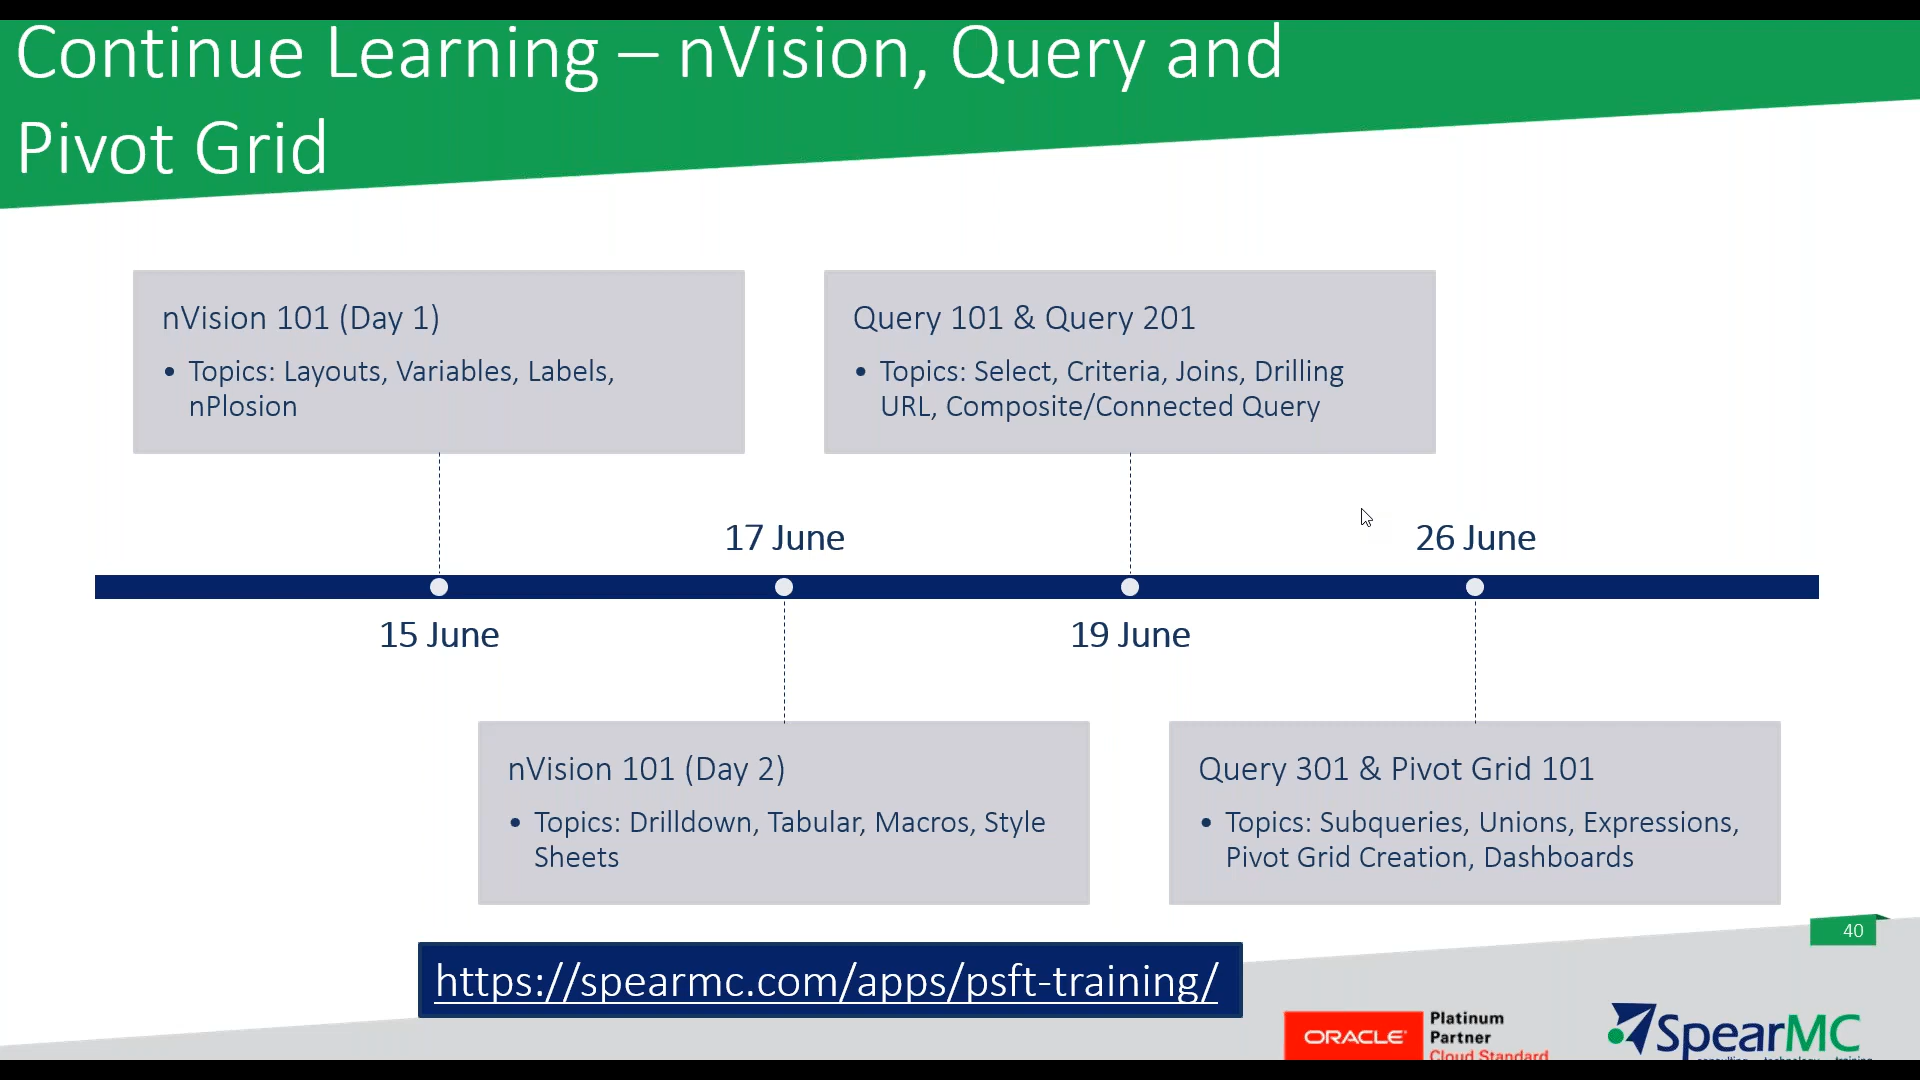 Continue Learning – nVision, Query and
Pivot Grid
nVision 101 (Day 1)
• Topics: Layouts, Variables, Labels,
nPlosion
Query 101 & Query 201
• Topics: Select, Criteria, Joins, Drilling
URL, Composite/Connected Query
17 June
26 June
15 June
19 June
nVision 101 (Day 2)
• Topics: Drilldown, Tabular, Macros, Style
Sheets
Query 301 & Pivot Grid 101
• Topics: Subqueries, Unions, Expressions,
Pivot Grid Creation, Dashboards
40
https://spearmc.com/apps/psft-training/
ORACLE
Platinum
Partner
Cloud Standard
SpearMC